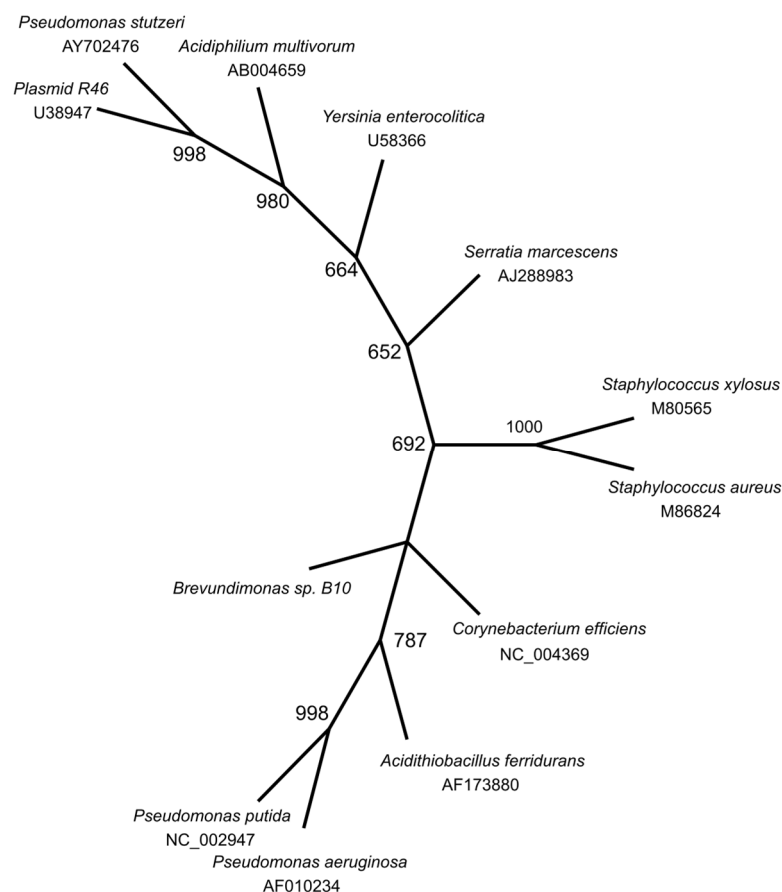 Pseudomonas stutzeri
AY702476
Acidiphilium multivorum
AB004659
Plasmid R46
U38947
Yersinia enterocolitica
U58366
998
980
664
Serratia marcescens
AJ288983
652
Staphylococcus xylosus
M80565
1000
692
Staphylococcus aureus
M86824
Brevundimonas sp. B10
Corynebacterium efficiens
NC_004369
787
998
Acidithiobacillus ferridurans
AF173880
Pseudomonas putida
NC_002947
Pseudomonas aeruginosa
AF010234